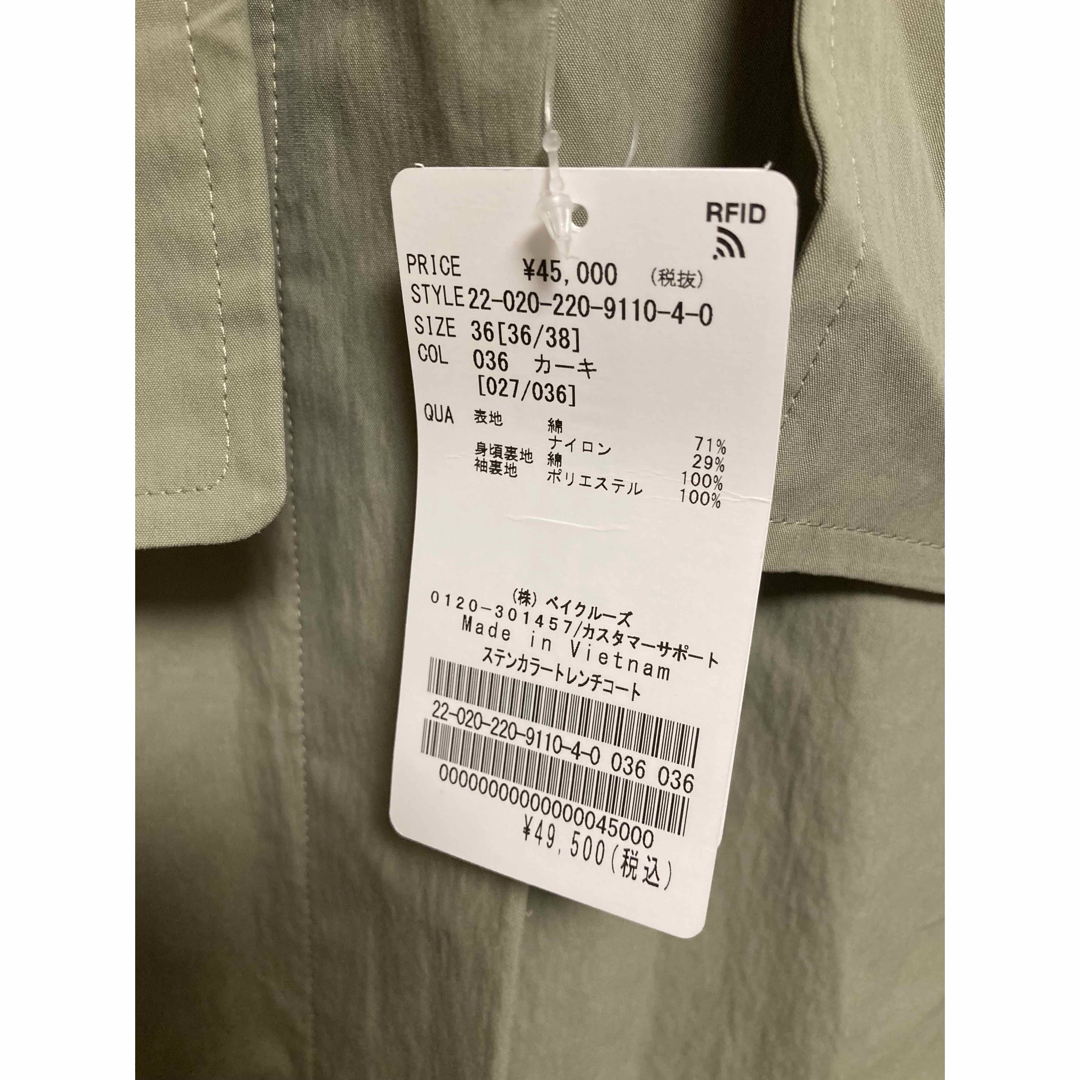 RFID
PRICE ¥45,000 (税抜)
STYLE 22-020-220-9110-4-0
SIZE 36[36/38]
COL 036 カーキ
[027/036]
QUA 表地 綿 71%
ナイロン 29%
身頃裏地 綿 100%
袖裏地 ポリエステル 100%
(株) ベイクルーズ
0120-301457/カスタマーサポート
Made in Vietnam
ステンカラートレンチコート
22-020-220-9110-4-0 036 036
0000000000000045000
¥49,500(税込)